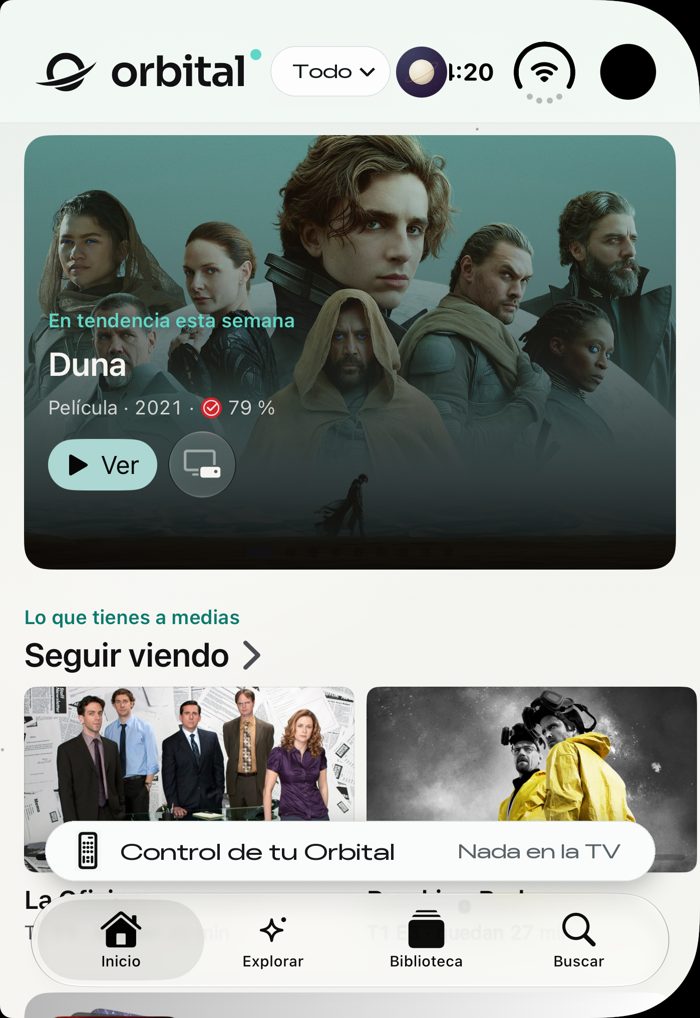 orbital
Todo
:20
En tendencia esta semana
Duna
Película · 2021 · 79 %
Ver
Lo que tienes a medias
Seguir viendo
Control de tu Orbital
Nada en la TV
Inicio
Explorar
Biblioteca
Buscar